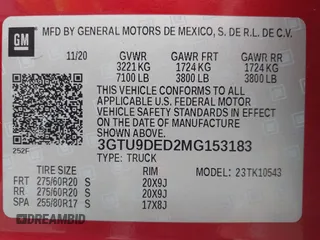 GM
MFD BY GENERAL MOTORS DE MEXICO, S. DE R.L. DE C.V.
11/20 GVWR GAWR FRT GAWR RR
3221 KG 1724 KG 1724 KG
7100 LB 3800 LB 3800 LB
THIS VEHICLE CONFORMS TO ALL
APPLICABLE U.S. FEDERAL MOTOR
VEHICLE SAFETY STANDARDS IN
EFFECT ON THE DATE OF
MANUFACTURE SHOWN ABOVE.
3GTU9DED2MG153183
252F TYPE: TRUCK
MODEL: 23TK10543
TIRE SIZE RIM
FRT 275/60R20 S 20X9J
RR 275/60R20 S 20X9J
SPA 255/80R17 S 17X8J
DREAMBID